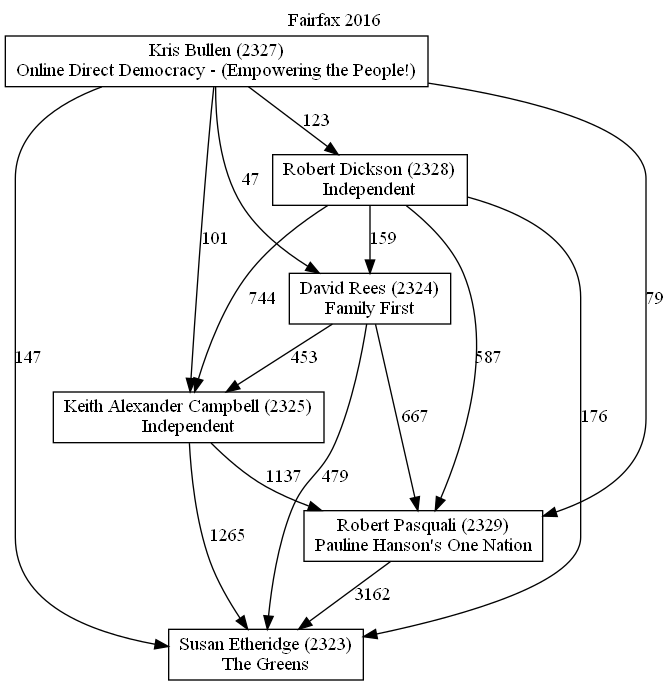 Fairfax 2016
Kris Bullen (2327)
Online Direct Democracy - (Empowering the People!)
123
Robert Dickson (2328)
Independent
47
101
159
744
79
David Rees (2324)
Family First
147
453
587
Keith Alexander Campbell (2325)
Independent
667
176
1137
479
Robert Pasquali (2329)
Pauline Hanson's One Nation
1265
3162
Susan Etheridge (2323)
The Greens